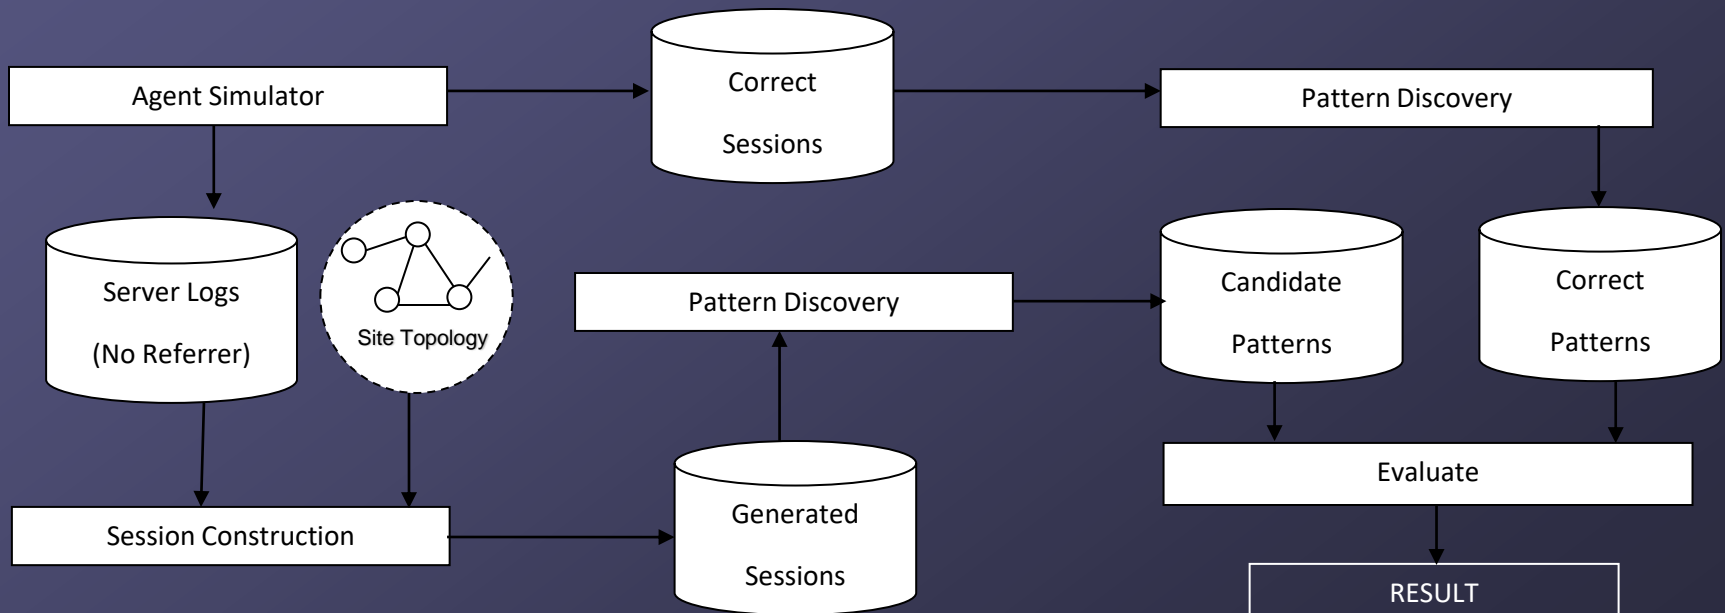 Agent Simulator
Correct
Sessions
Pattern Discovery
Server Logs
(No Referrer)
Site Topology
Pattern Discovery
Candidate
Patterns
Correct
Patterns
Session Construction
Generated
Sessions
Evaluate
RESULT